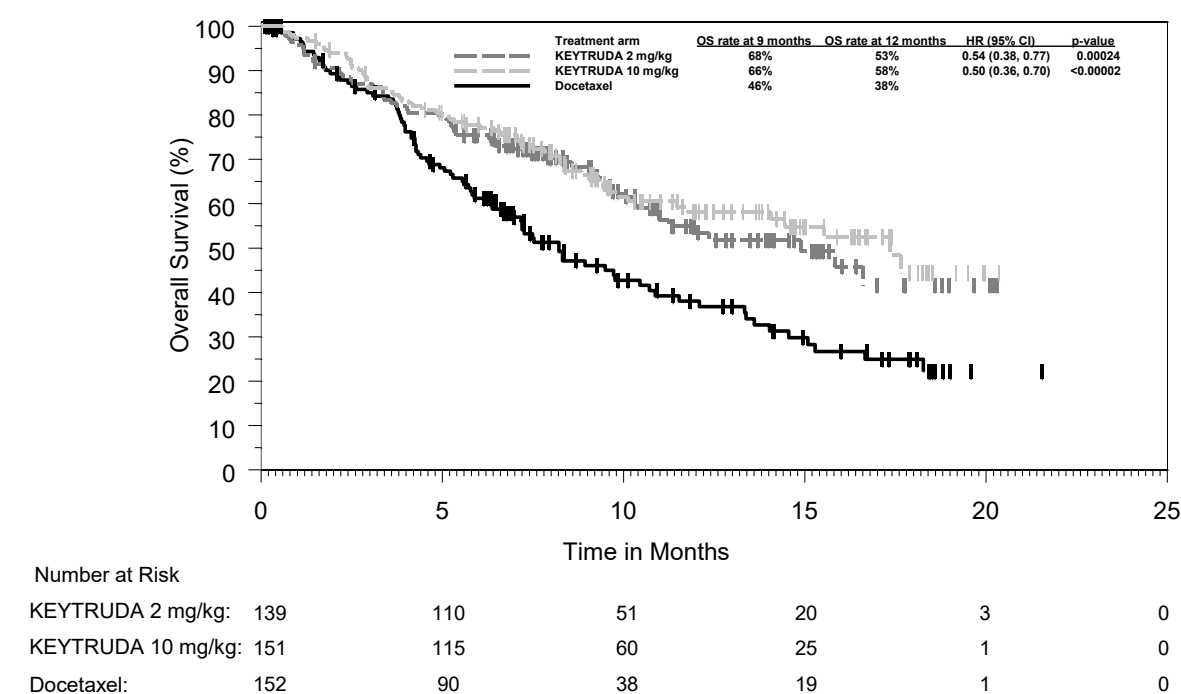 Treatment arm OS rate at 9 months OS rate at 12 months HR (95% CI) p-value
KEYTRUDA 2 mg/kg 68% 53% 0.54 (0.38, 0.77) 0.00024
KEYTRUDA 10 mg/kg 66% 58% 0.50 (0.36, 0.70) <0.00002
Docetaxel 46% 38%
Overall Survival (%)
100
90
80
70
60
50
40
30
20
10
0
0 5 10 15 20 25
Time in Months
Number at Risk
KEYTRUDA 2 mg/kg: 139 110 51 20 3 0
KEYTRUDA 10 mg/kg: 151 115 60 25 1 0
Docetaxel: 152 90 38 19 1 0